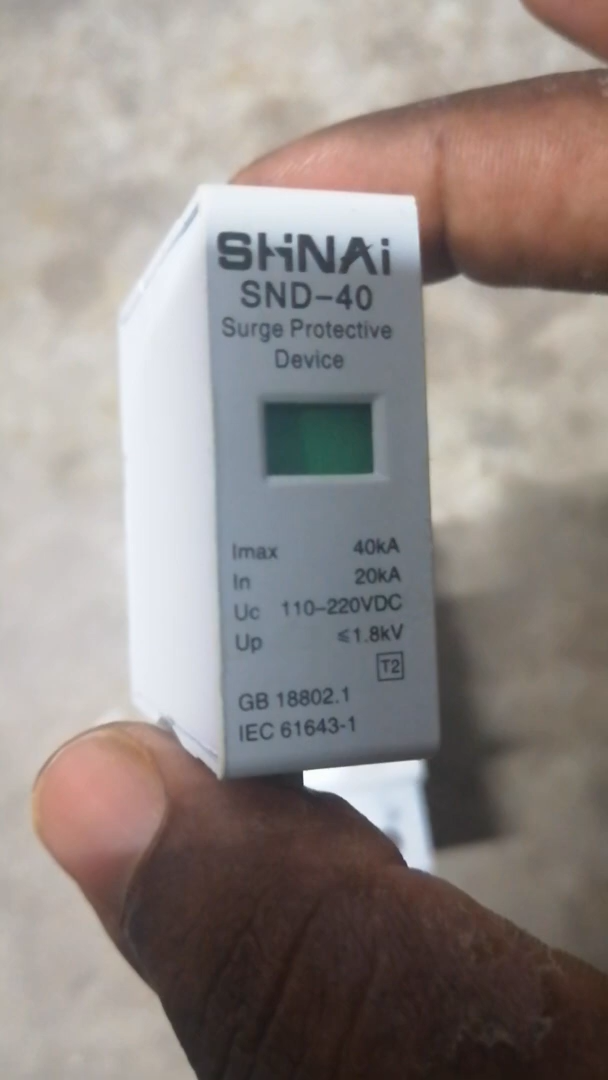 SHNAi
SND-40
Surge Protective
Device
Imax 40kA
In 20kA
Uc 110-220VDC
Up ≤1.8kV
T2
GB 18802.1
IEC 61643-1